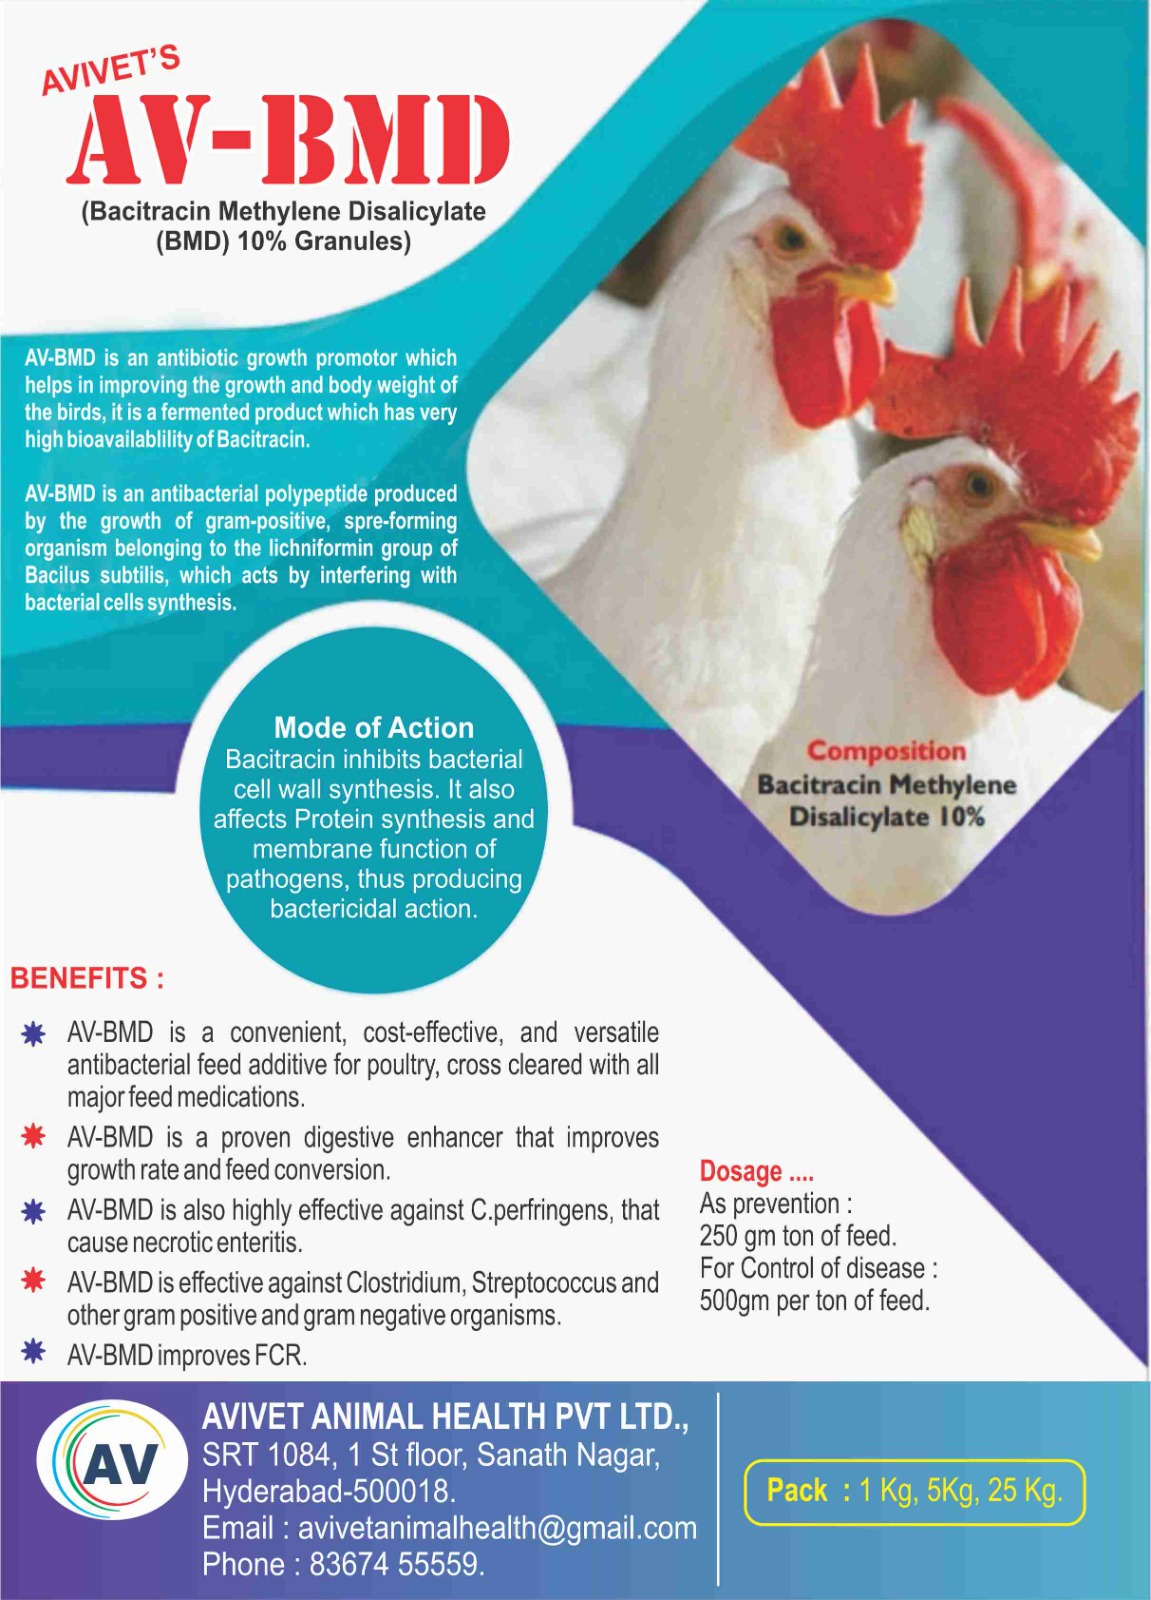 AVIVET'S
AV-BMD
(Bacitracin Methylene Disalicylate
(BMD) 10% Granules)
AV-BMD is an antibiotic growth promotor which
helps in improving the growth and body weight of
the birds, it is a fermented product which has very
high bioavailablility of Bacitracin.
AV-BMD is an antibacterial polypeptide produced
by the growth of gram-positive, spre-forming
organism belonging to the lichniformin group of
Bacilus subtilis, which acts by interfering with
bacterial cells synthesis.
Mode of Action
Bacitracin inhibits bacterial
cell wall synthesis. It also
affects Protein synthesis and
membrane function of
pathogens, thus producing
bactericidal action.
Composition
Bacitracin Methylene
Disalicylate 10%
BENEFITS :
AV-BMD is a convenient, cost-effective, and versatile
antibacterial feed additive for poultry, cross cleared with all
major feed medications.
AV-BMD is a proven digestive enhancer that improves
growth rate and feed conversion.
AV-BMD is also highly effective against C.perfringens, that
cause necrotic enteritis.
AV-BMD is effective against Clostridium, Streptococcus and
other gram positive and gram negative organisms.
AV-BMD improves FCR.
Dosage ....
As prevention :
250 gm ton of feed.
For Control of disease :
500gm per ton of feed.
AV
AVIVET ANIMAL HEALTH PVT LTD.,
SRT 1084, 1 St floor, Sanath Nagar,
Hyderabad-500018.
Email : avivetanimalhealth@gmail.com
Phone : 83674 55559.
Pack : 1 Kg, 5Kg, 25 Kg.